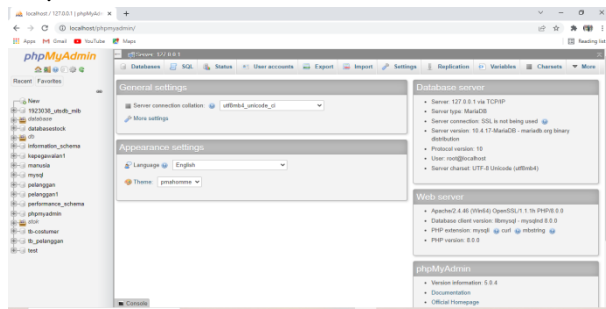 localhost / 127.0.0.1 | phpMyAd
localhost/phpmyadmin/
Apps Gmail YouTube Maps Reading list
phpMyAdmin
Recent Favorites
New
1923038_utsdb_mib
database
databasestock
db
information_schema
kapegawaian1
manusia
mysql
pelanggan
pelanggan1
performance_schema
phpmyadmin
tb-costumer
tb_pelanggan
test
Server: 127.0.0.1
Databases SQL Status User accounts Export Import Settings Replication Variables Charsets More
General settings
Server connection collation: utf8mb4_unicode_ci
More settings
Appearance settings
Language English
Theme: pmahomme
Console
Database server
Server: 127.0.0.1 via TCP/IP
Server type: MariaDB
Server connection: SSL is not being used
Server version: 10.4.17-MariaDB - mariadb.org binary
distribution
Protocol version: 10
User: root@localhost
Server charset: UTF-8 Unicode (utf8mb4)
Web server
Apache/2.4.46 (Win64) OpenSSL/1.1.1h PHP/8.0.0
Database client version: libmysql - mysqlnd 8.0.0
PHP extension: mysqli curl mbstring
PHP version: 8.0.0
phpMyAdmin
Version information: 5.0.4
Documentation
Official Homepage